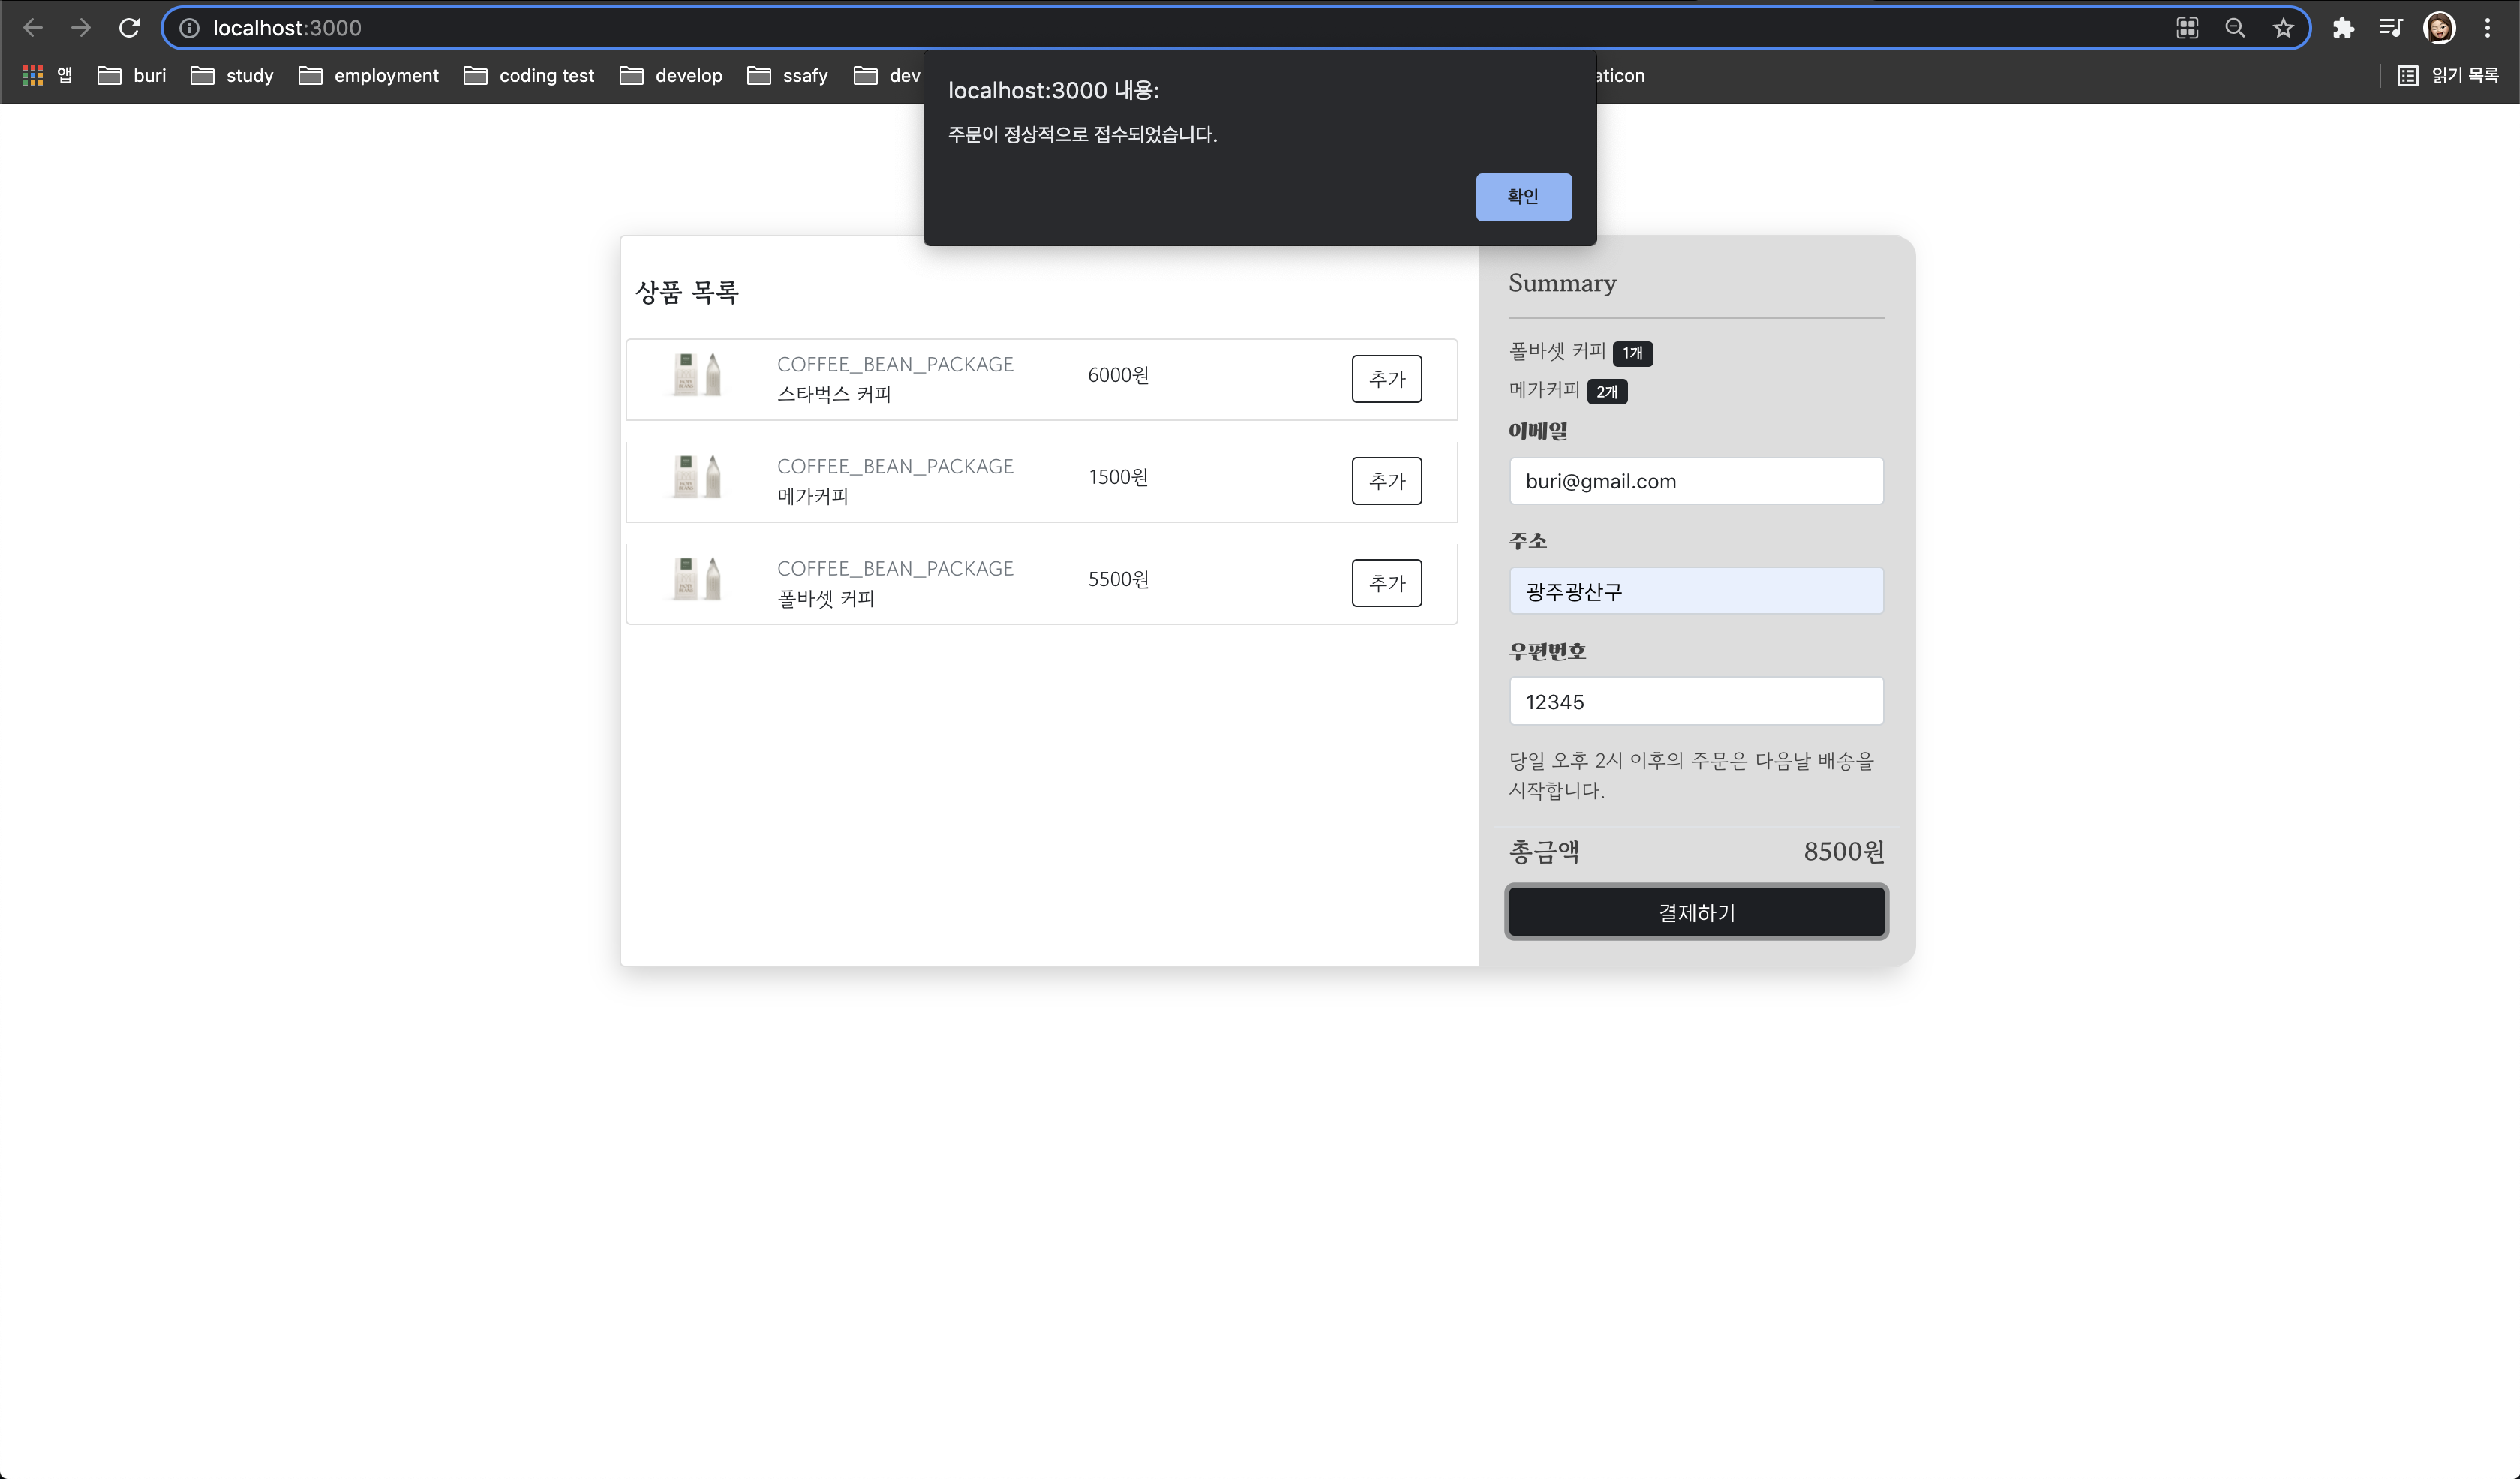 localhost:3000
앱
buri
study
employment
coding test
develop
ssafy
dev
aticon
읽기 목록
localhost:3000 내용:
주문이 정상적으로 접수되었습니다.
확인
상품 목록
COFFEE_BEAN_PACKAGE
스타벅스 커피
6000원
추가
COFFEE_BEAN_PACKAGE
메가커피
1500원
추가
COFFEE_BEAN_PACKAGE
폴바셋 커피
5500원
추가
Summary
폴바셋 커피 1개
메가커피 2개
이메일
buri@gmail.com
주소
광주광산구
우편번호
12345
당일 오후 2시 이후의 주문은 다음날 배송을
시작합니다.
총금액 8500원
결제하기